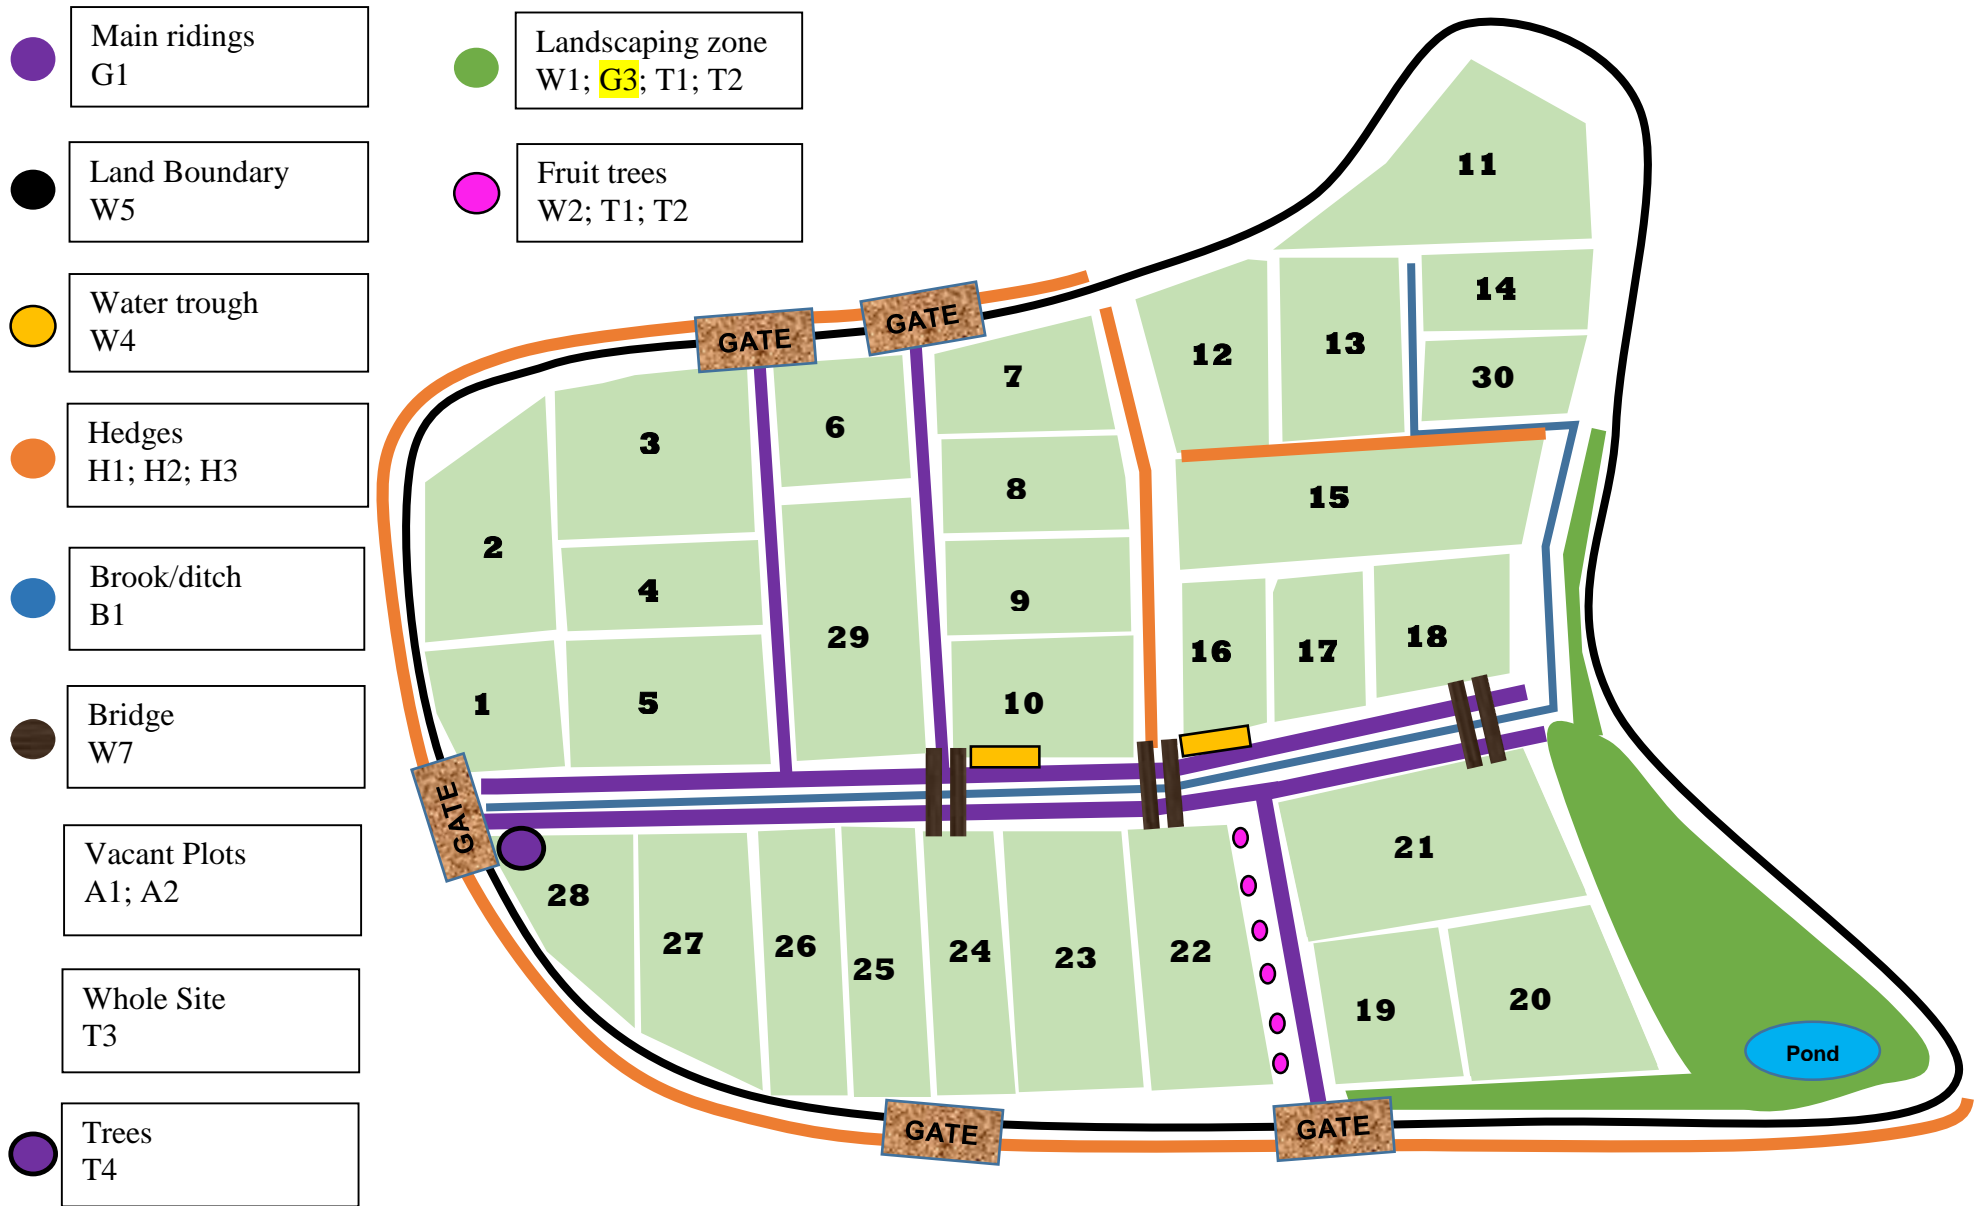 Main ridings
G1
Land Boundary
W5
Water trough
W4
Hedges
H1; H2; H3
Brook/ditch
B1
Bridge
W7
Vacant Plots
A1; A2
Whole Site
T3
Trees
T4
Landscaping zone
W1; G3; T1; T2
Fruit trees
W2; T1; T2
11
14
30
13
12
GATE
GATE
7
6
3
8
15
2
4
9
29
16
17
18
1
5
10
GATE
21
28
27
26
25
24
23
22
19
20
Pond
GATE
GATE